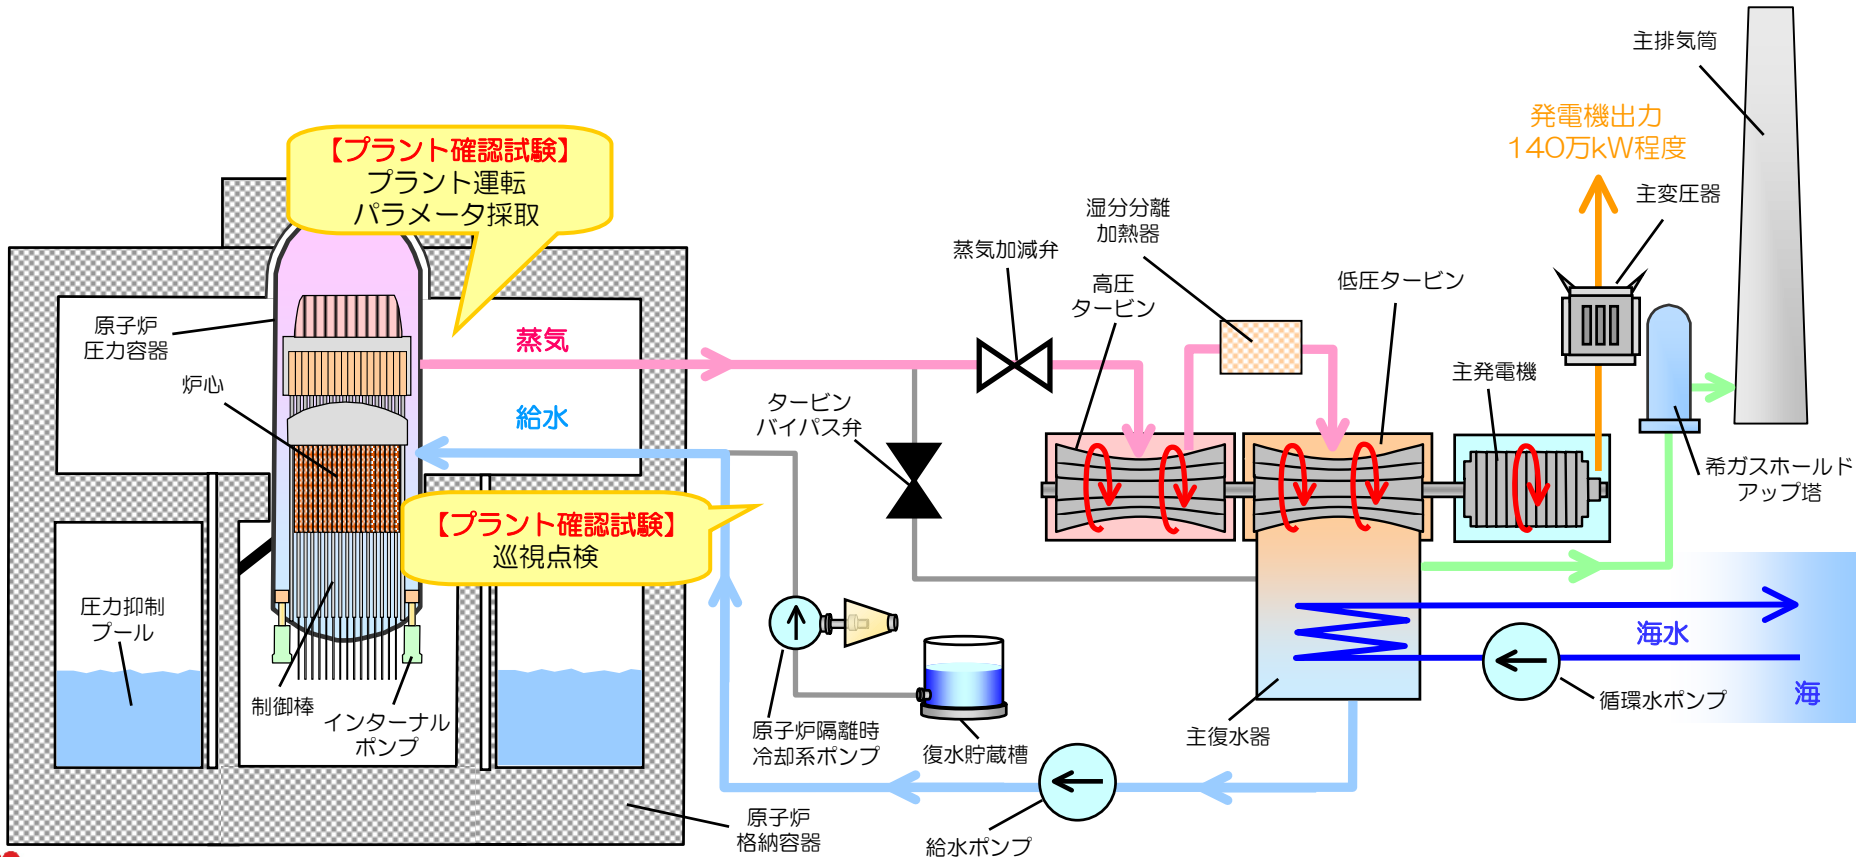 主排気筒
発電機出力
140万kW程度
【プラント確認試験】
プラント運転
パラメータ採取
主変圧器
湿分分離
加熱器
蒸気加減弁
高圧
タービン
低圧タービン
原子炉
圧力容器
蒸気
炉心
主発電機
タービン
バイパス弁
給水
希ガスホールド
アップ塔
【プラント確認試験】
巡視点検
圧力抑制
プール
海水
海
制御棒
インターナル
ポンプ
原子炉隔離時
冷却系ポンプ
復水貯蔵槽
主復水器
循環水ポンプ
原子炉
格納容器
給水ポンプ